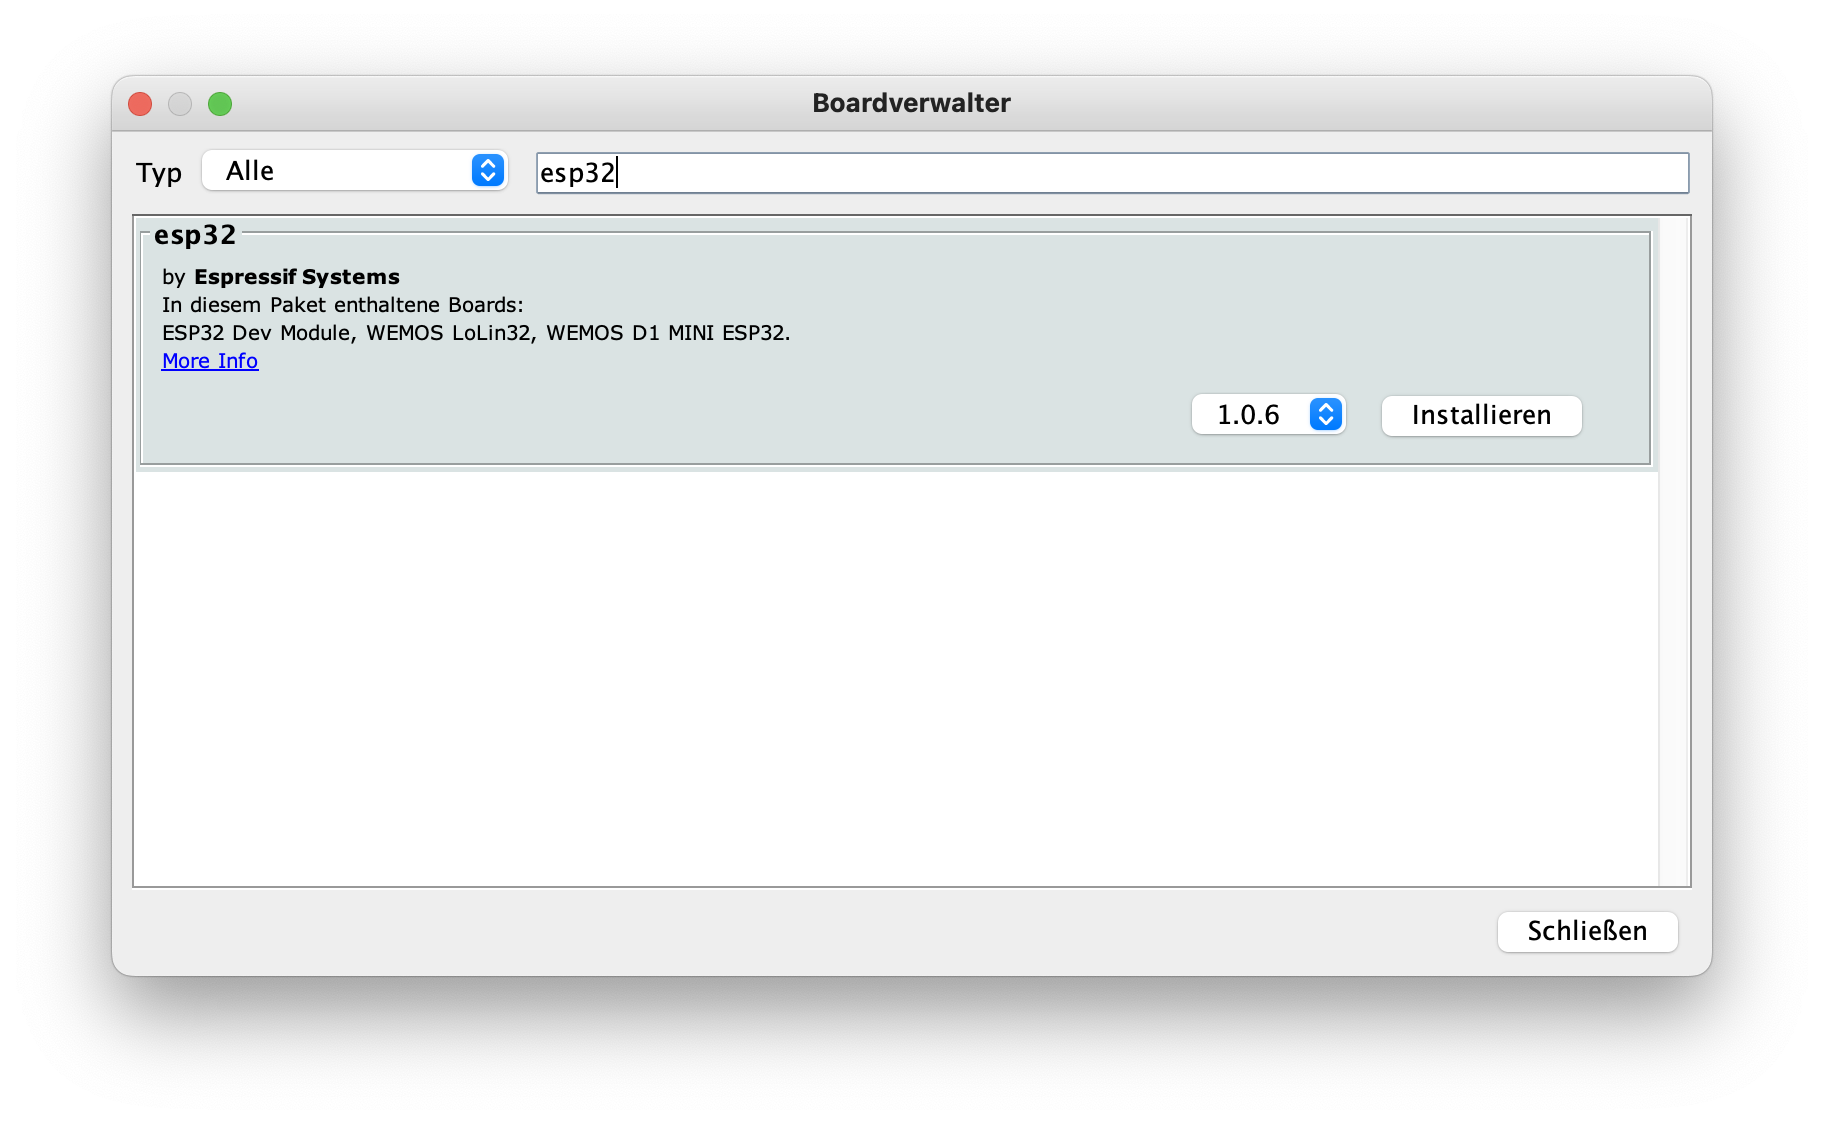 Boardverwalter
Typ Alle esp32
esp32
by Espressif Systems
In diesem Paket enthaltene Boards:
ESP32 Dev Module, WEMOS LoLin32, WEMOS D1 MINI ESP32.
More Info
1.0.6 Installieren
Schließen